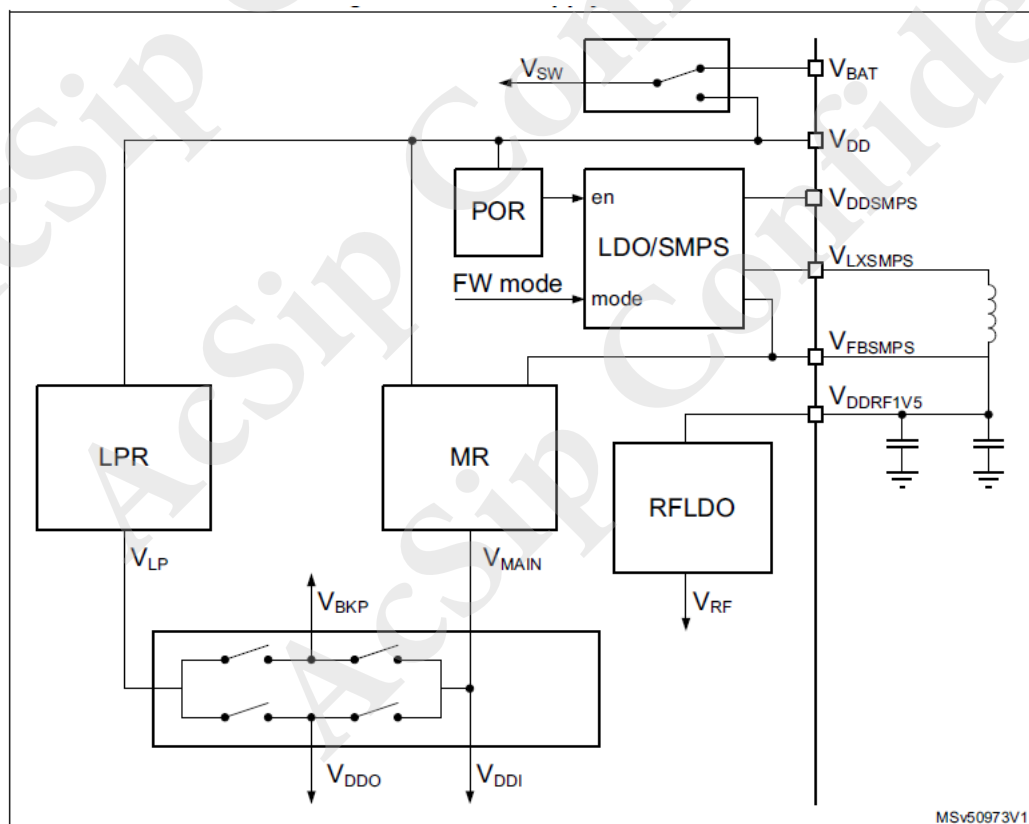 VSW
VBAT
VDD
POR
en
LDO/SMPS
VDDSMPS
VLXSMPS
FW mode
mode
VFBSMPS
VDDRF1V5
LPR
MR
RFLDO
VLP
VMAIN
VBKP
VRF
VDDO
VDDI
MSv50973V1
AcSip Confide
AcSip Con
AcSip